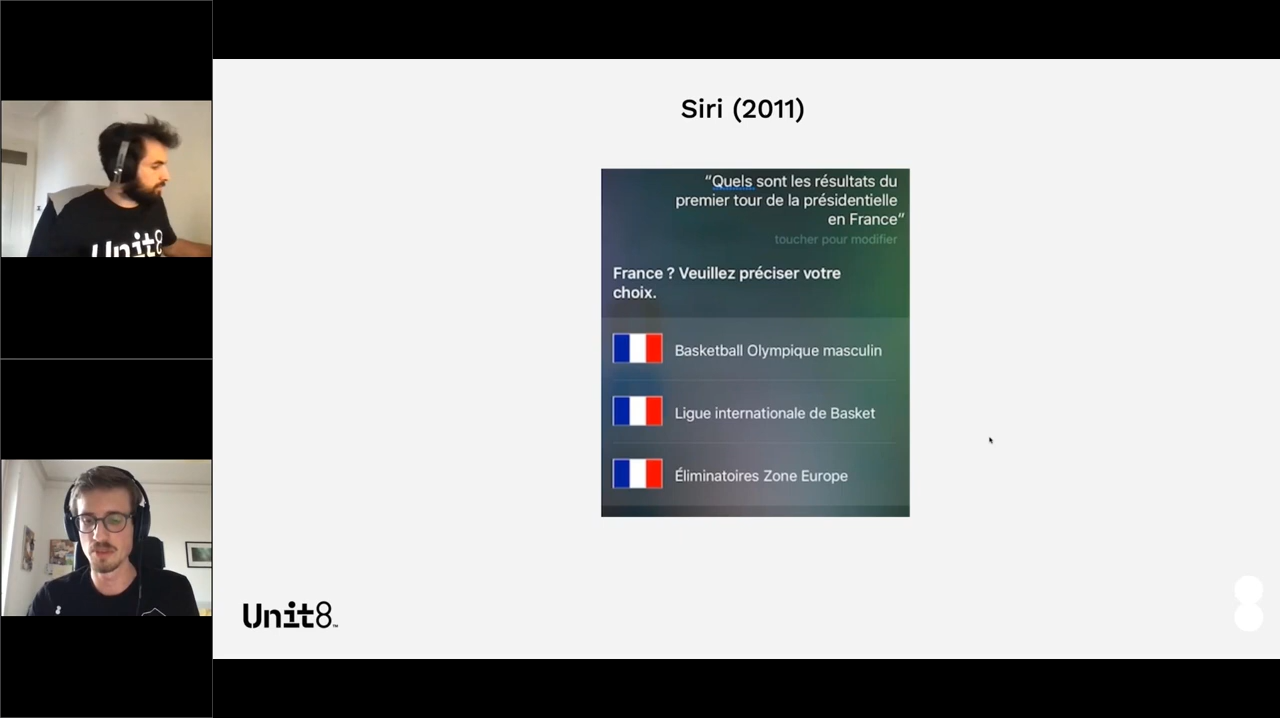 Siri (2011)
“Quels sont les résultats du
premier tour de la présidentielle
en France“
toucher pour modifier
France ? Veuillez préciser votre
choix.
Basketball Olympique masculin
Ligue internationale de Basket
Éliminatoires Zone Europe
Unit8
Unit8™